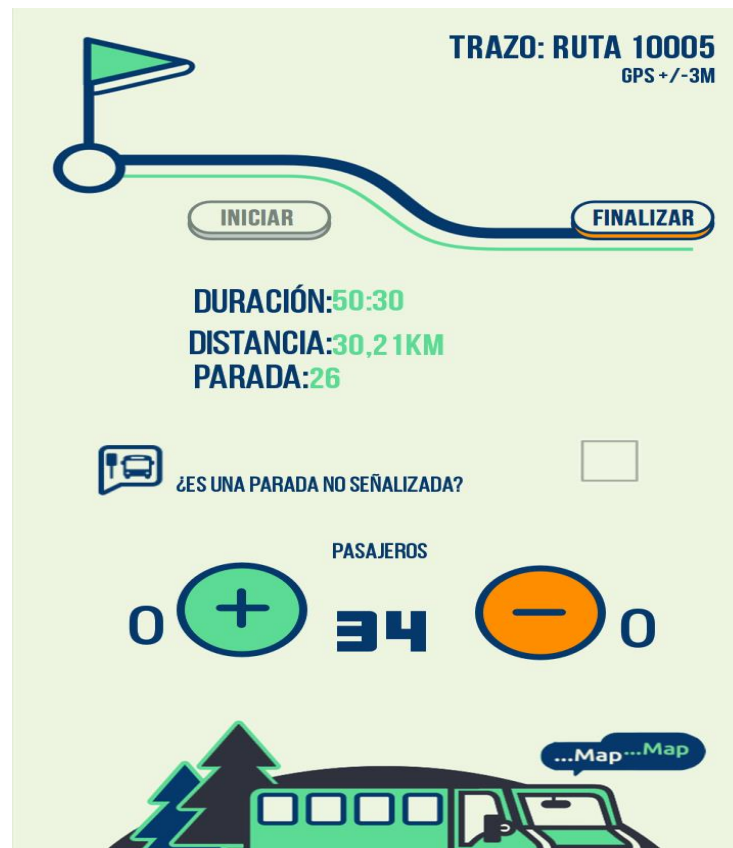 TRAZO: RUTA 10005
GPS +/-3M
INICIAR
FINALIZAR
DURACIÓN:50:30
DISTANCIA:30,21KM
PARADA:26
¿ES UNA PARADA NO SEÑALIZADA?
PASAJEROS
0 + 34 − 0
...Map ...Map